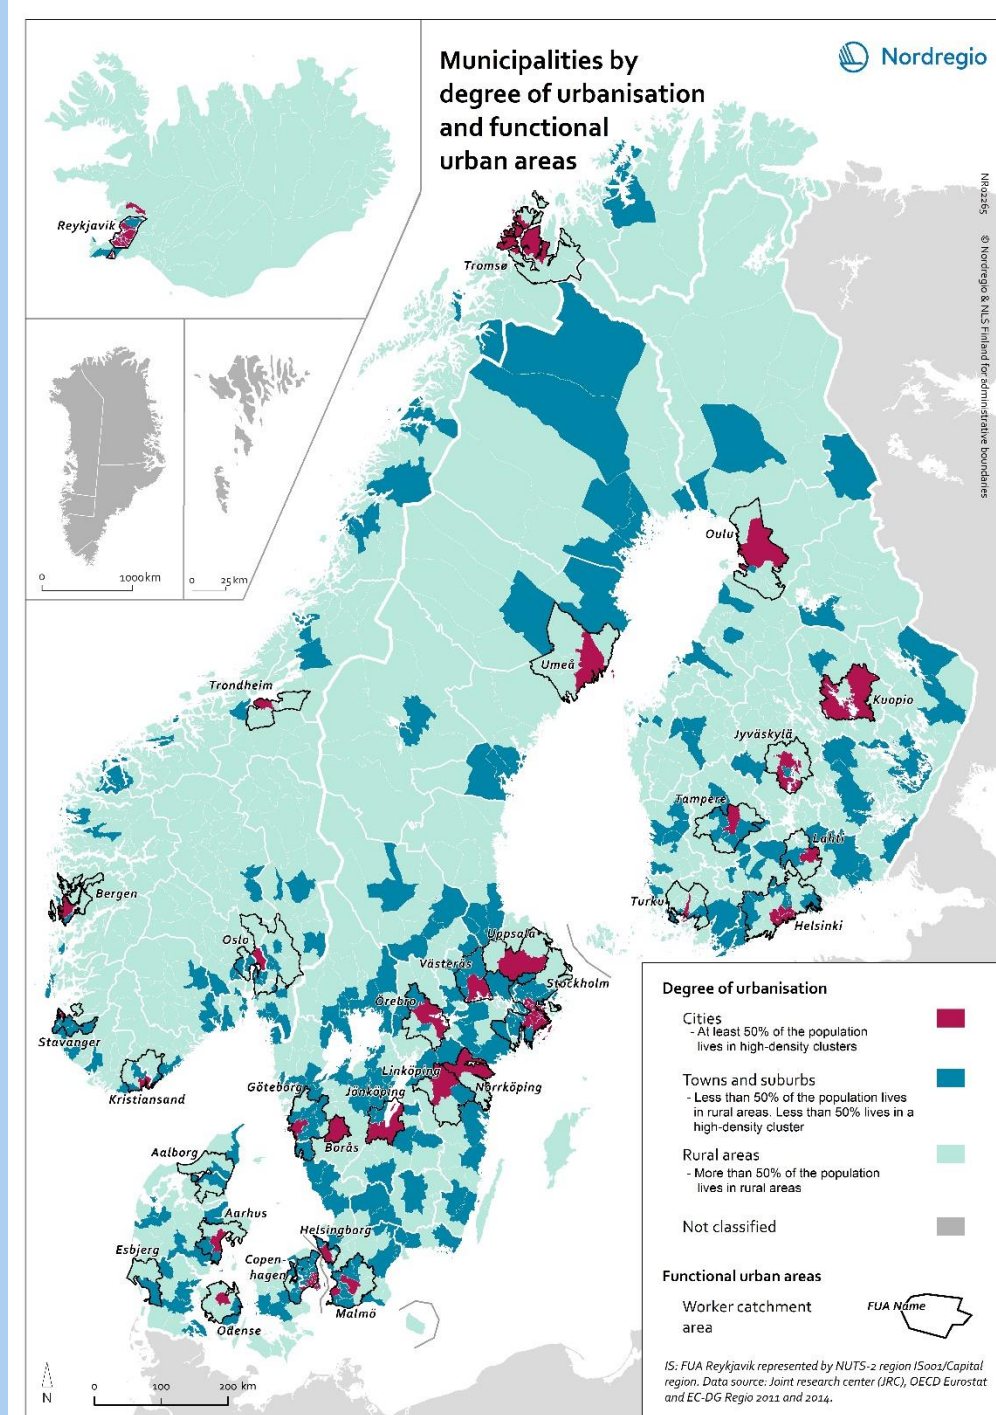 Municipalities by
degree of urbanisation
and functional
urban areas
Nordregio
NR02265 © Nordregio & NLS Finland for administrative boundaries
Reykjavik
0 1000 km
0 25 km
Tromsø
Oulu
Umeå
Trondheim
Kuopio
Jyväskylä
Tampere
Lahti
Bergen
Turku
Helsinki
Oslo
Uppsala
Västerås
Stockholm
Örebro
Stavanger
Linköping
Kristiansand
Göteborg
Jönköping
Norrköping
Borås
Aalborg
Aarhus
Helsingborg
Esbjerg
Copen-
hagen
Malmö
Odense
N
0 100 200 km
Degree of urbanisation
Cities
- At least 50% of the population
lives in high-density clusters
Towns and suburbs
- Less than 50% of the population lives
in rural areas. Less than 50% lives in a
high-density cluster
Rural areas
- More than 50% of the population
lives in rural areas
Not classified
Functional urban areas
Worker catchment
area
FUA Name
IS: FUA Reykjavik represented by NUTS-2 region IS001/Capital
region. Data source: Joint research center (JRC), OECD Eurostat
and EC-DG Regio 2011 and 2014.